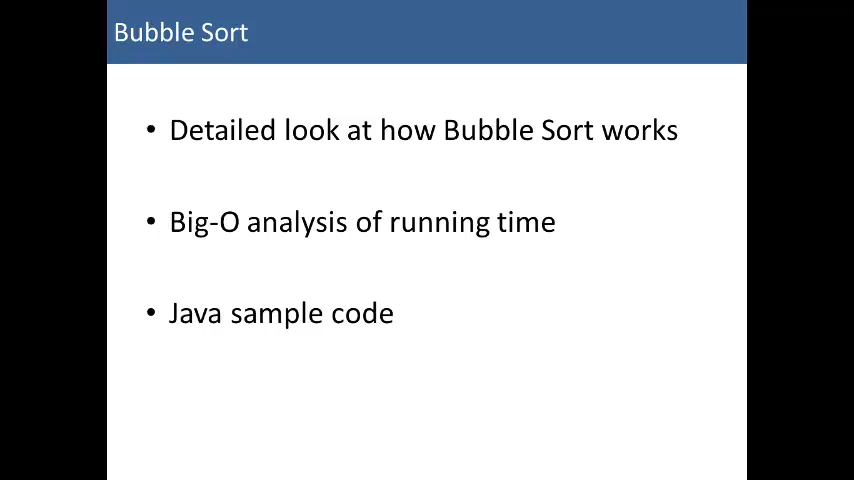 Bubble Sort
• Detailed look at how Bubble Sort works
• Big-O analysis of running time
• Java sample code